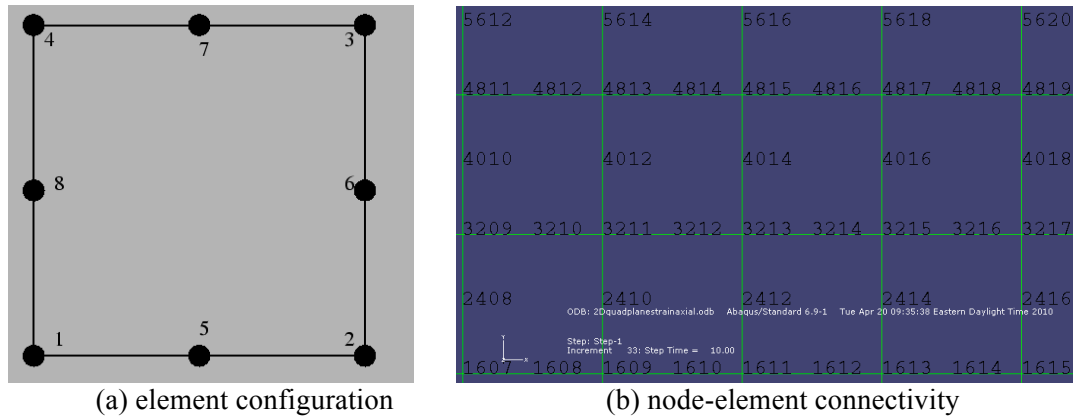 4 7 3
8 6
1 5 2
(a) element configuration
5612 5614 5616 5618 5620
4811 4812 4813 4814 4815 4816 4817 4818 4819
4010 4012 4014 4016 4018
3209 3210 3211 3212 3213 3214 3215 3216 3217
2408 2410 2412 2414 2416
ODB: 2Dquadplanestrainaxial.odb Abaqus/Standard 6.9-1 Tue Apr 20 09:35:38 Eastern Daylight Time 2010
Y
X
Step: Step-1
Increment 33: Step Time = 10.00
1607 1608 1609 1610 1611 1612 1613 1614 1615
(b) node-element connectivity